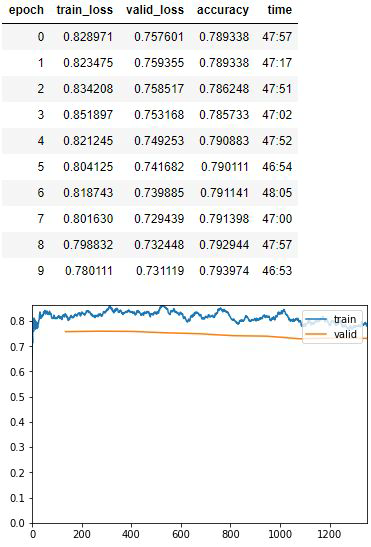 epoch train_loss valid_loss accuracy time
0 0.828971 0.757601 0.789338 47:57
1 0.823475 0.759355 0.789338 47:17
2 0.834208 0.758517 0.786248 47:51
3 0.851897 0.753168 0.785733 47:02
4 0.821245 0.749253 0.790883 47:52
5 0.804125 0.741682 0.790111 46:54
6 0.818743 0.739885 0.791141 48:05
7 0.801630 0.729439 0.791398 47:00
8 0.798832 0.732448 0.792944 47:57
9 0.780111 0.731119 0.793974 46:53
train
valid
0.8
0.7
0.6
0.5
0.4
0.3
0.2
0.1
0.0
0 200 400 600 800 1000 1200